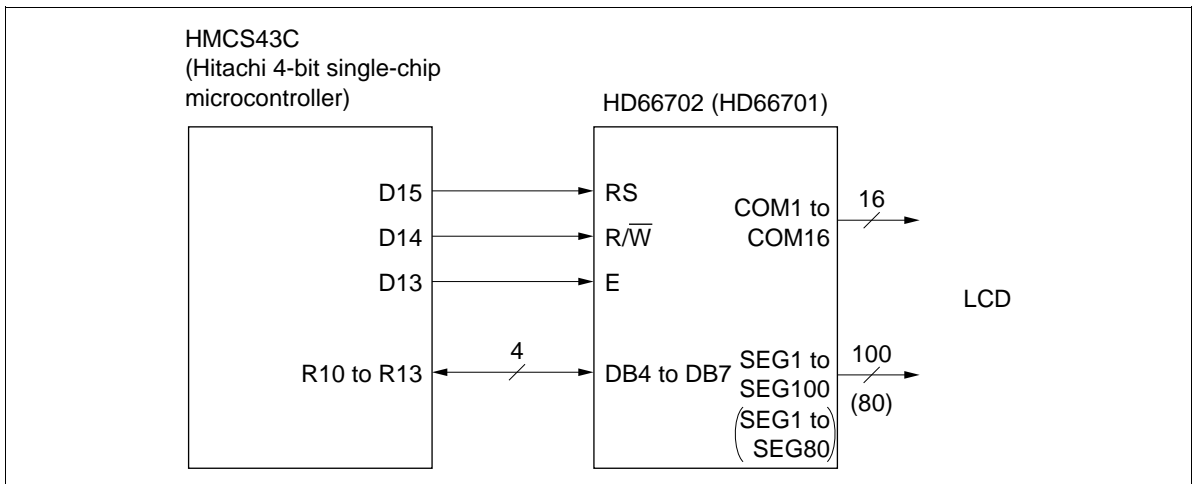 HMCS43C
(Hitachi 4-bit single-chip
microcontroller)
HD66702 (HD66701)
D15
RS
D14
R/W̅
D13
E
R10 to R13
4
DB4 to DB7
COM1 to
COM16
16
SEG1 to
SEG100
(SEG1 to
SEG80)
100
(80)
LCD